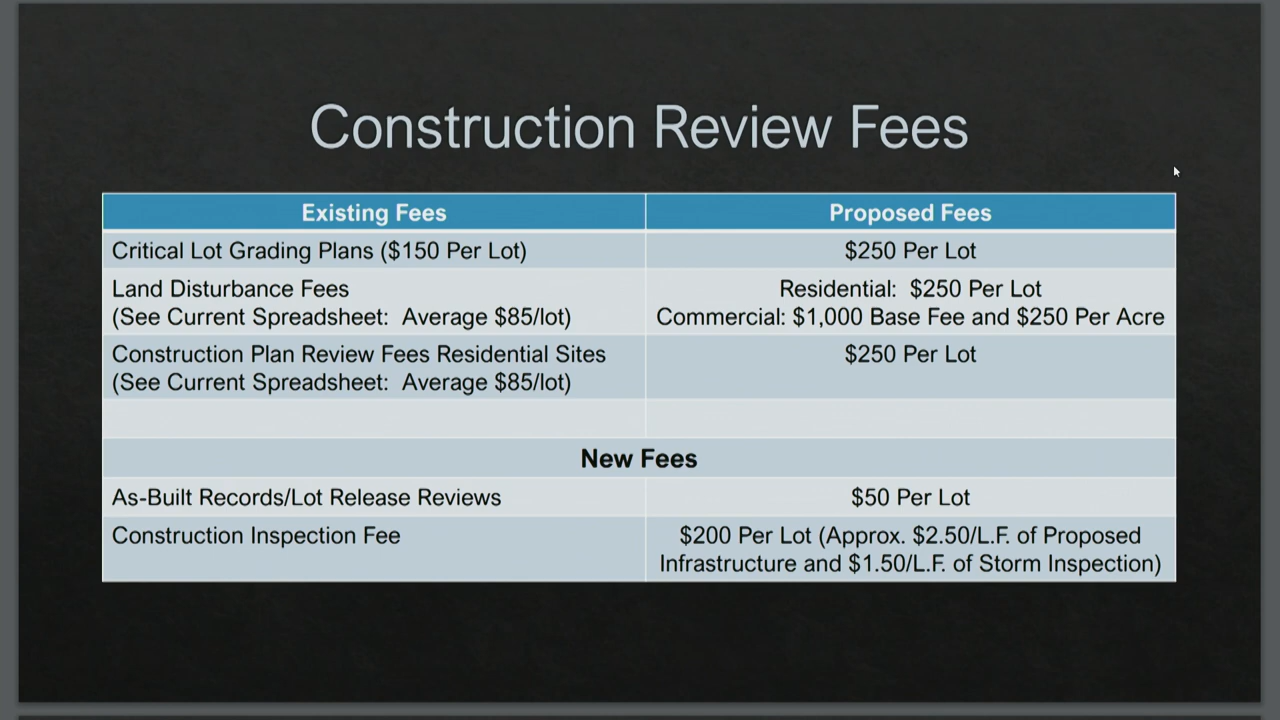 Construction Review Fees
Existing Fees
Proposed Fees
Critical Lot Grading Plans ($150 Per Lot)
$250 Per Lot
Land Disturbance Fees
(See Current Spreadsheet:  Average $85/lot)
Residential:  $250 Per Lot
Commercial: $1,000 Base Fee and $250 Per Acre
Construction Plan Review Fees Residential Sites
(See Current Spreadsheet:  Average $85/lot)
$250 Per Lot
New Fees
As-Built Records/Lot Release Reviews
$50 Per Lot
Construction Inspection Fee
$200 Per Lot (Approx. $2.50/L.F. of Proposed
Infrastructure and $1.50/L.F. of Storm Inspection)